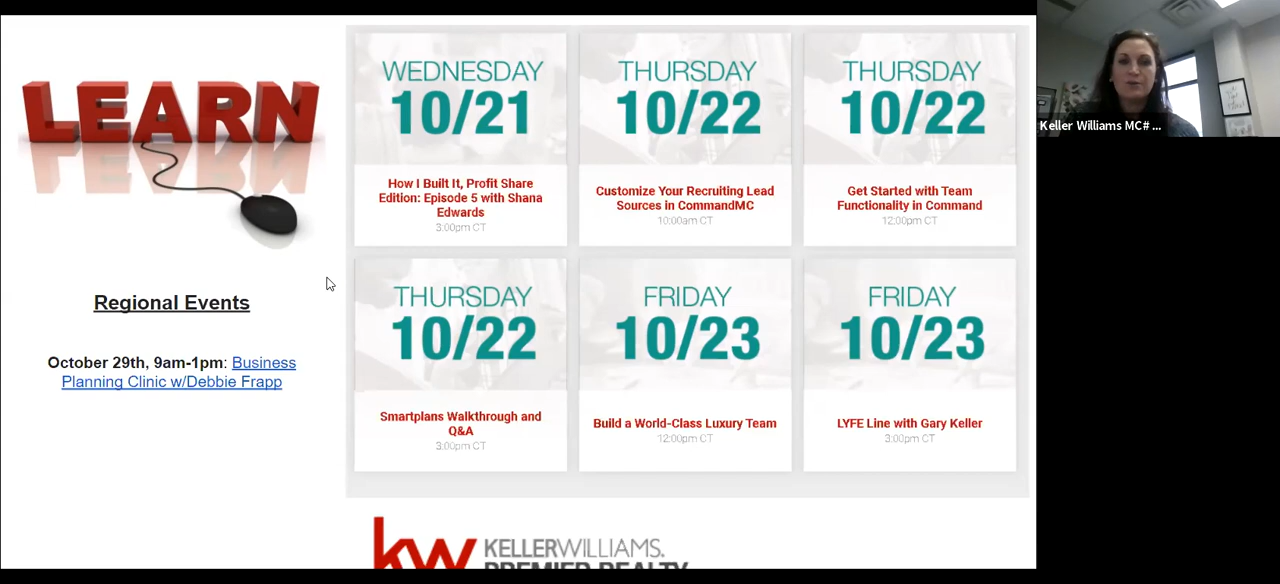 LEARN
Regional Events
October 29th, 9am-1pm: Business
Planning Clinic w/Debbie Frapp
WEDNESDAY
10/21
How I Built It, Profit Share
Edition: Episode 5 with Shana
Edwards
3:00pm CT
THURSDAY
10/22
Customize Your Recruiting Lead
Sources in CommandMC
10:00am CT
THURSDAY
10/22
Get Started with Team
Functionality in Command
12:00pm CT
THURSDAY
10/22
Smartplans Walkthrough and
Q&A
3:00pm CT
FRIDAY
10/23
Build a World-Class Luxury Team
12:00pm CT
FRIDAY
10/23
LYFE Line with Gary Keller
3:00pm CT
kw KELLERWILLIAMS.
PREMIER REALTY
Keller Williams MC# ...